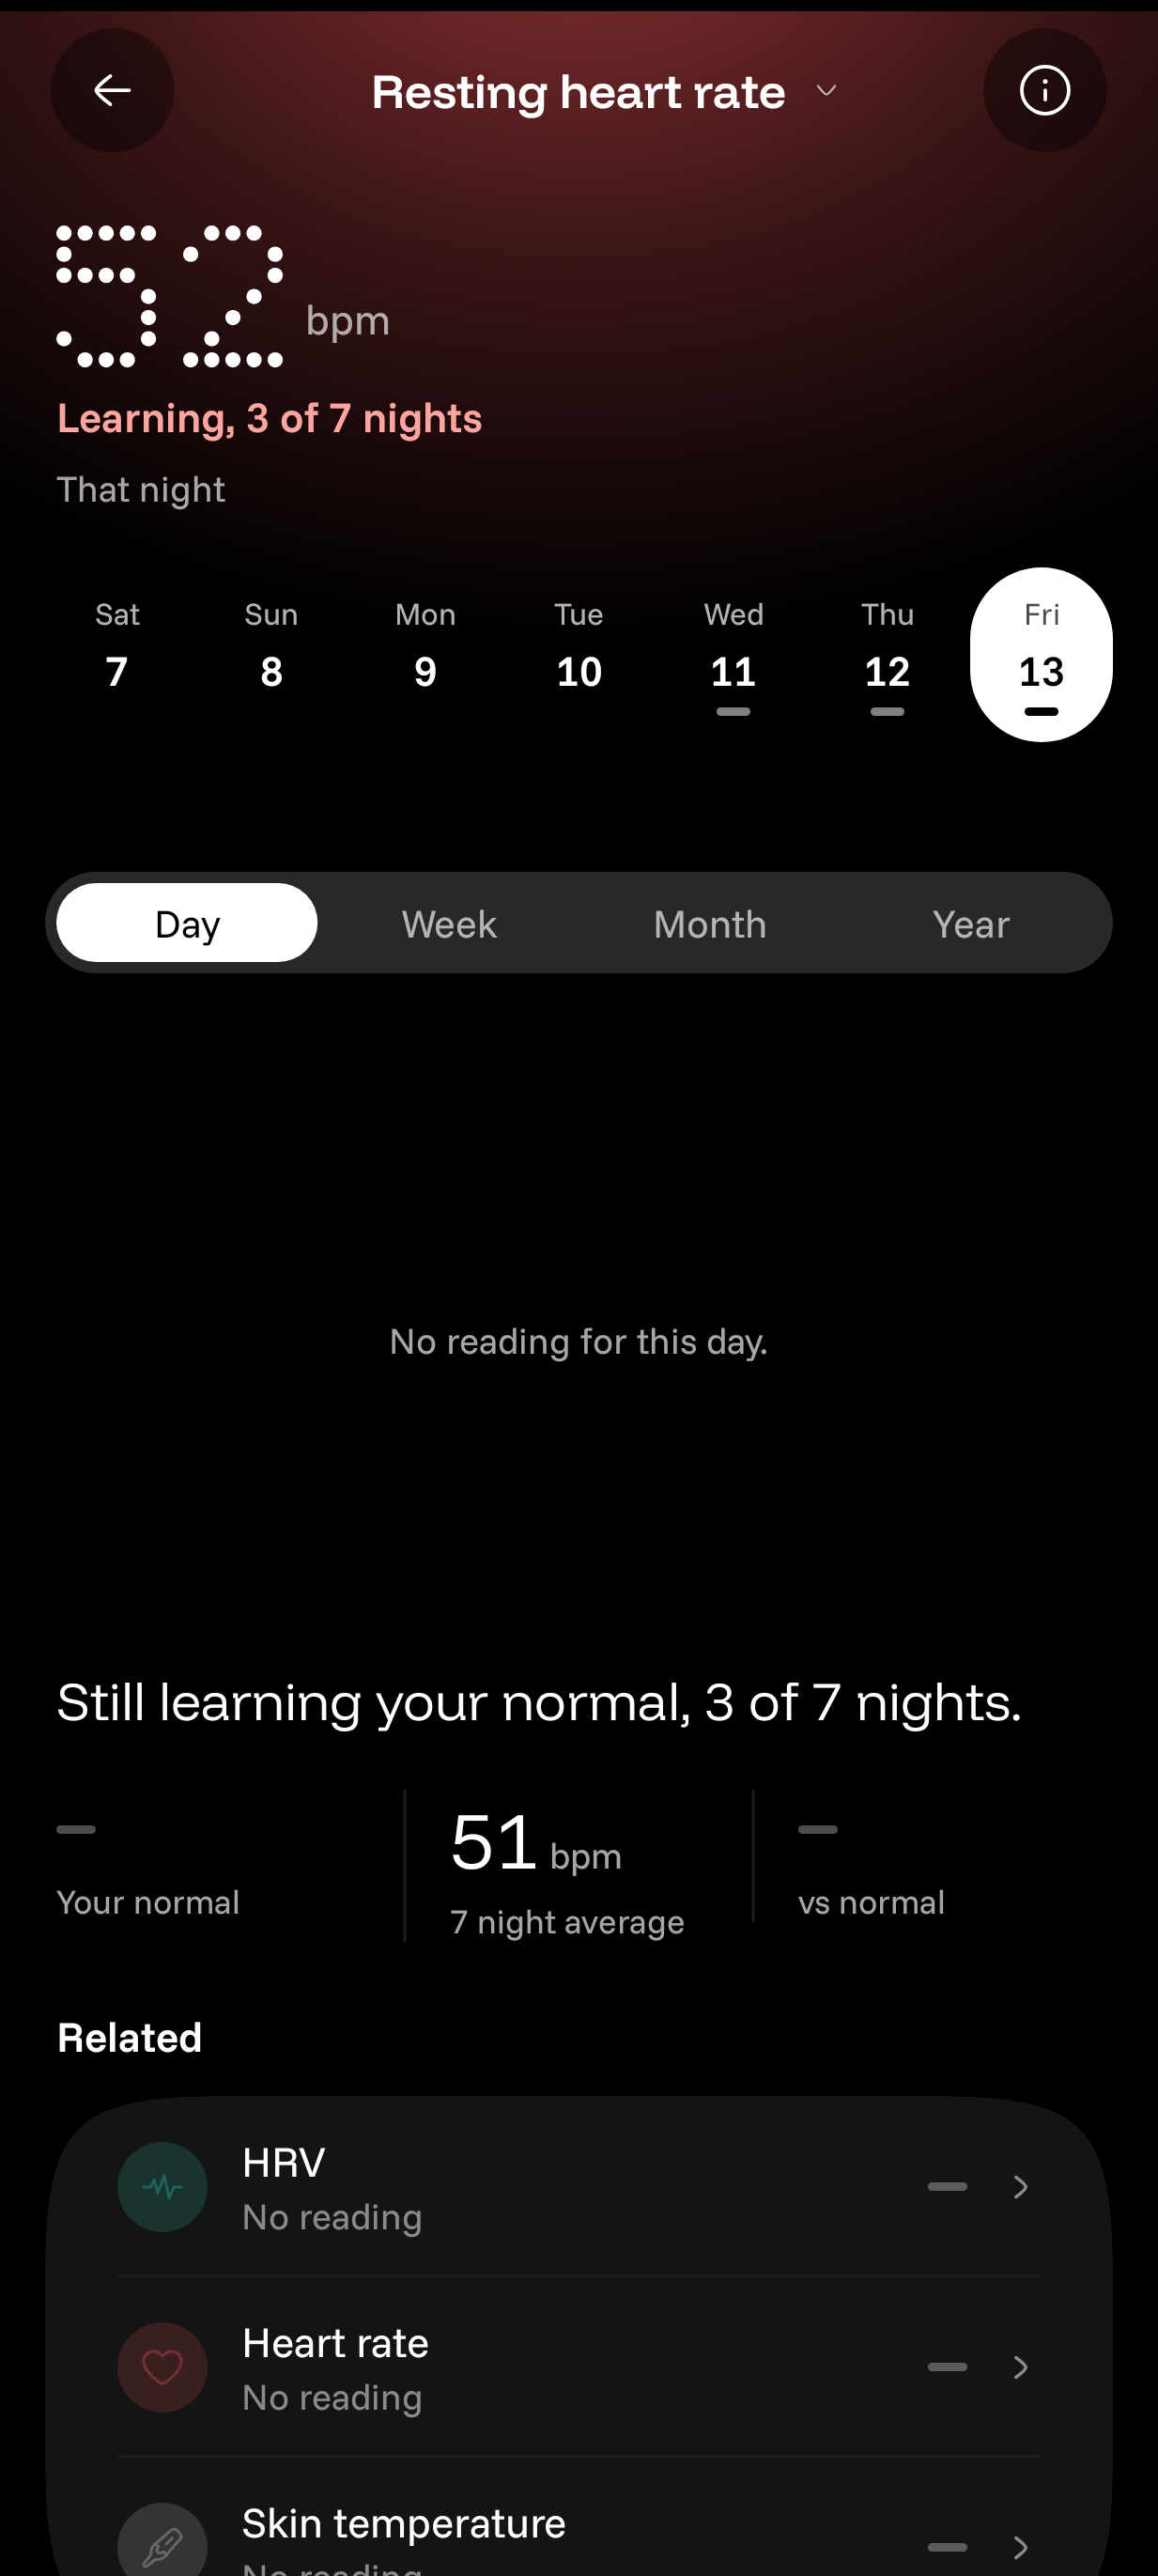 Resting heart rate
52 bpm
Learning, 3 of 7 nights
That night
Sat Sun Mon Tue Wed Thu Fri
7 8 9 10 11 12 13
Day Week Month Year
No reading for this day.
Still learning your normal, 3 of 7 nights.
51 bpm
Your normal 7 night average vs normal
Related
HRV
No reading
Heart rate
No reading
Skin temperature
No reading